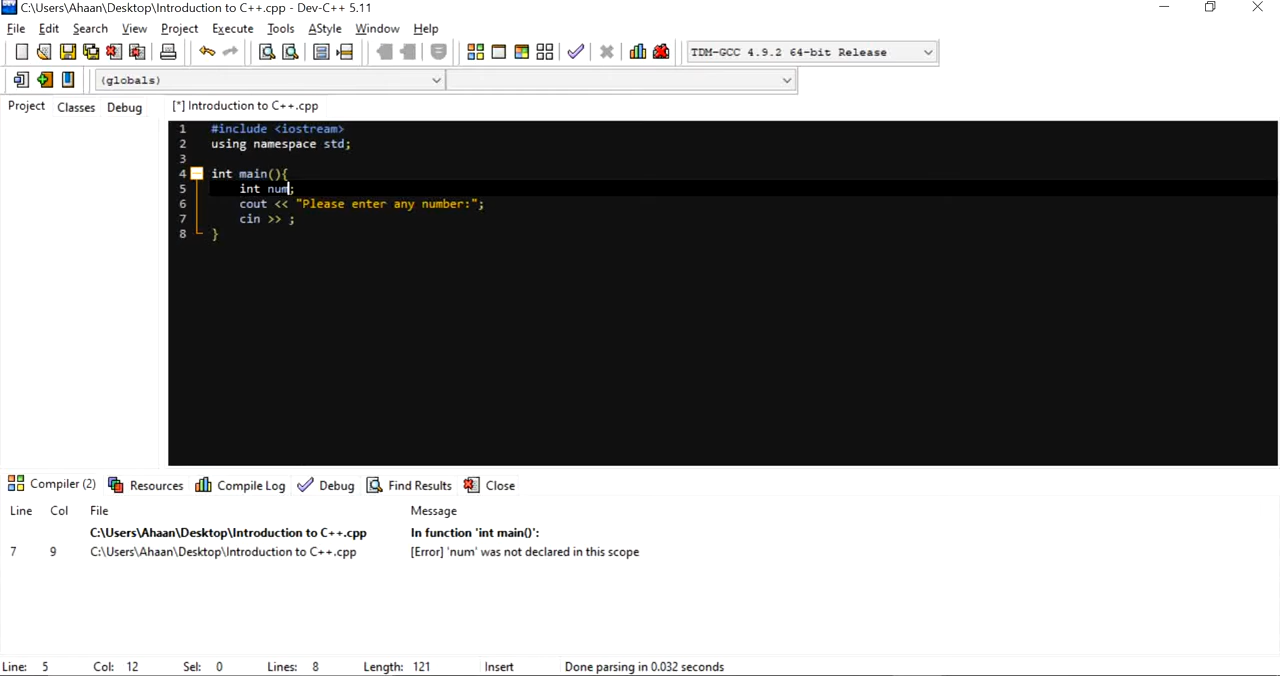 C:\Users\Ahaan\Desktop\Introduction to C++.cpp - Dev-C++ 5.11
File Edit Search View Project Execute Tools AStyle Window Help
TDM-GCC 4.9.2 64-bit Release
(globals)
Project Classes Debug [*] Introduction to C++.cpp
1 #include <iostream>
2 using namespace std;
3
4 int main(){
5 int num;
6 cout << "Please enter any number:";
7 cin >> ;
8 }
Compiler (2) Resources Compile Log Debug Find Results Close
Line Col File Message
C:\Users\Ahaan\Desktop\Introduction to C++.cpp In function 'int main()':
7 9 C:\Users\Ahaan\Desktop\Introduction to C++.cpp [Error] 'num' was not declared in this scope
Line: 5 Col: 12 Sel: 0 Lines: 8 Length: 121 Insert Done parsing in 0.032 seconds